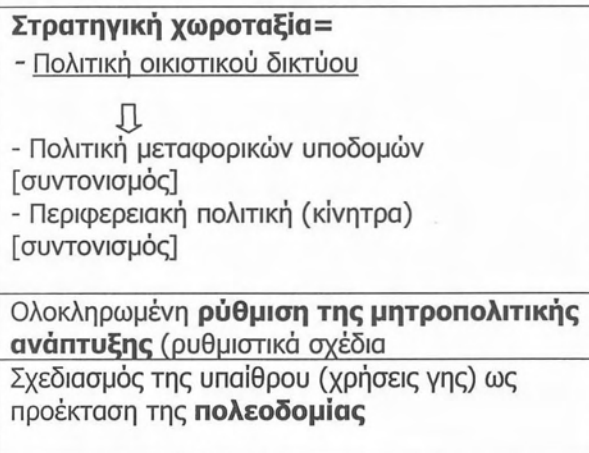 Στρατηγική χωροταξία=
- Πολιτική οικιστικού δικτύου
⇩
- Πολιτική μεταφορικών υποδομών
[συντονισμός]
- Περιφερειακή πολιτική (κίνητρα)
[συντονισμός]
Ολοκληρωμένη ρύθμιση της μητροπολιτικής
ανάπτυξης (ρυθμιστικά σχέδια
Σχεδιασμός της υπαίθρου (χρήσεις γης) ως
προέκταση της πολεοδομίας